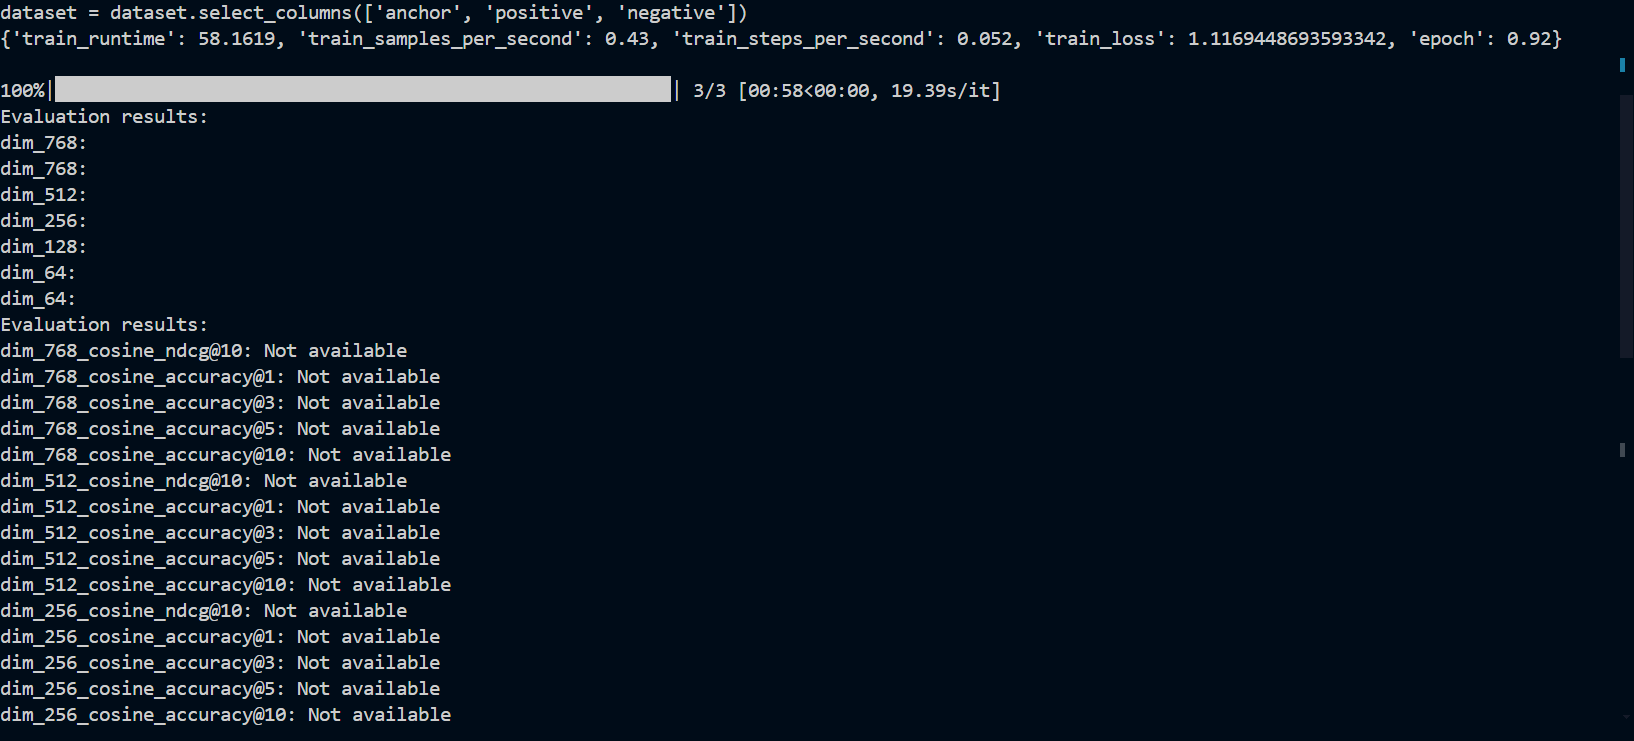 dataset = dataset.select_columns(['anchor', 'positive', 'negative'])
{'train_runtime': 58.1619, 'train_samples_per_second': 0.43, 'train_steps_per_second': 0.052, 'train_loss': 1.1169448693593342, 'epoch': 0.92}
100%| | 3/3 [00:58<00:00, 19.39s/it]
Evaluation results:
dim_768:
dim_768:
dim_512:
dim_256:
dim_128:
dim_64:
dim_64:
Evaluation results:
dim_768_cosine_ndcg@10: Not available
dim_768_cosine_accuracy@1: Not available
dim_768_cosine_accuracy@3: Not available
dim_768_cosine_accuracy@5: Not available
dim_768_cosine_accuracy@10: Not available
dim_512_cosine_ndcg@10: Not available
dim_512_cosine_accuracy@1: Not available
dim_512_cosine_accuracy@3: Not available
dim_512_cosine_accuracy@5: Not available
dim_512_cosine_accuracy@10: Not available
dim_256_cosine_ndcg@10: Not available
dim_256_cosine_accuracy@1: Not available
dim_256_cosine_accuracy@3: Not available
dim_256_cosine_accuracy@5: Not available
dim_256_cosine_accuracy@10: Not available